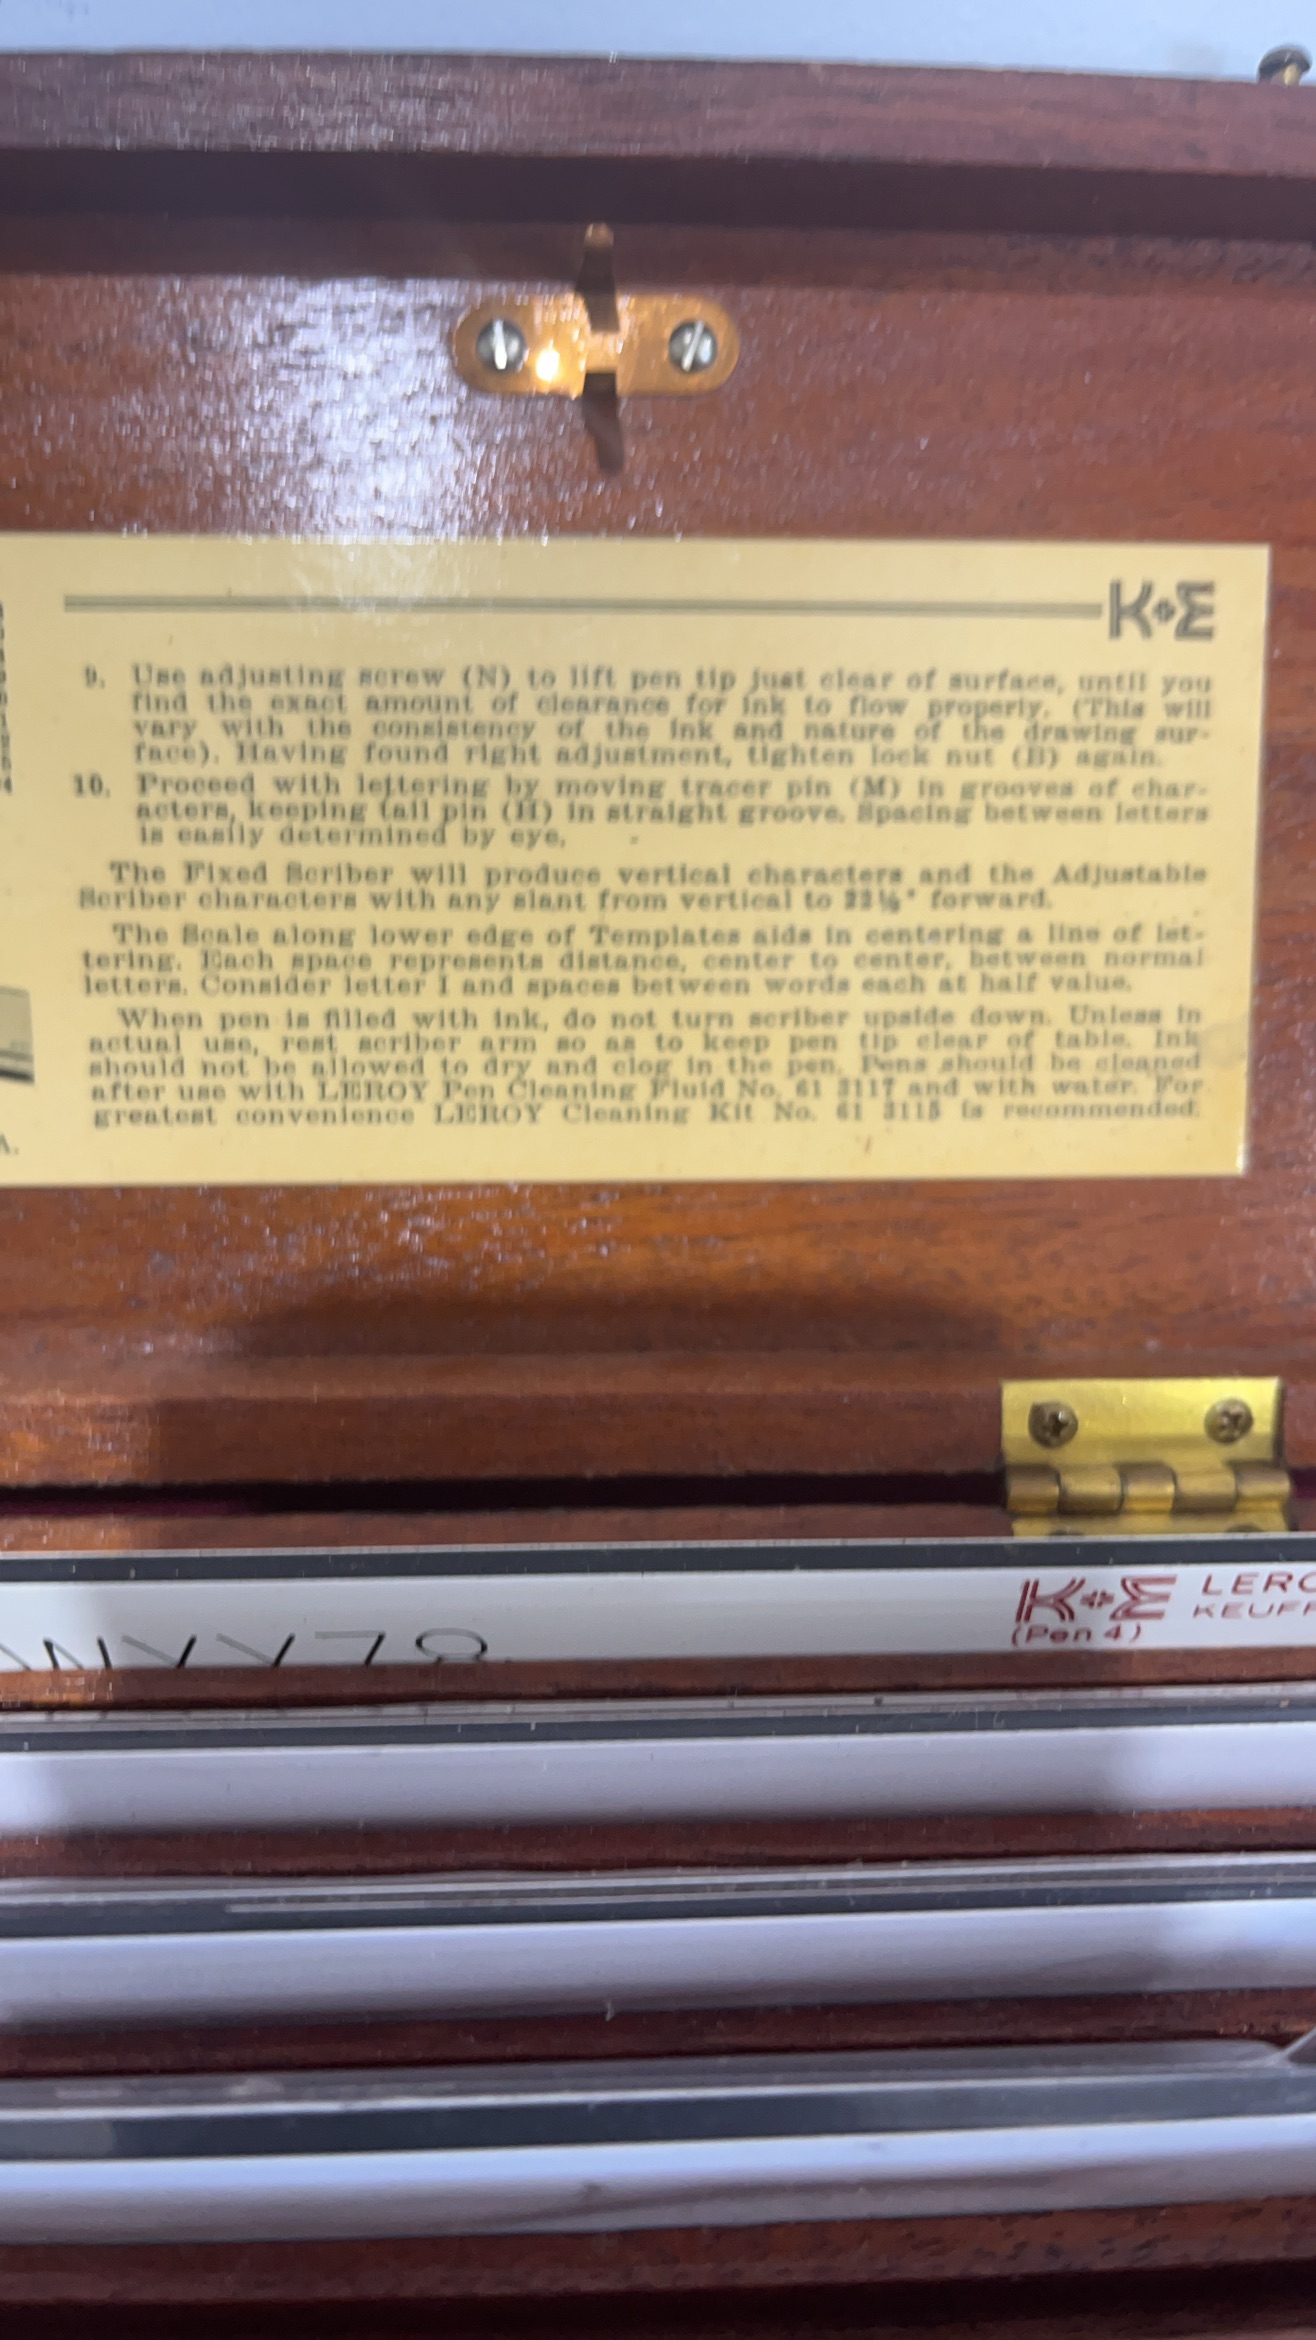 K+E
9. Use adjusting screw (N) to lift pen tip just clear of surface, until you
find the exact amount of clearance for ink to flow properly. (This will
vary with the consistency of the ink and nature of the drawing sur-
face). Having found right adjustment, tighten lock nut (B) again.
10. Proceed with lettering by moving tracer pin (M) in grooves of char-
acters, keeping tail pin (H) in straight groove. Spacing between letters
is easily determined by eye.
The Fixed Scriber will produce vertical characters and the Adjustable
Scriber characters with any slant from vertical to 22½° forward.
The Scale along lower edge of Templates aids in centering a line of let-
tering. Each space represents distance, center to center, between normal
letters. Consider letter I and spaces between words each at half value.
When pen is filled with ink, do not turn scriber upside down. Unless in
actual use, rest scriber arm so as to keep pen tip clear of table. Ink
should not be allowed to dry and clog in the pen. Pens should be cleaned
after use with LEROY Pen Cleaning Fluid No. 61 3117 and with water. For
greatest convenience LEROY Cleaning Kit No. 61 3115 is recommended.
A.
K+E LERO
(Pen 4) KEUFF